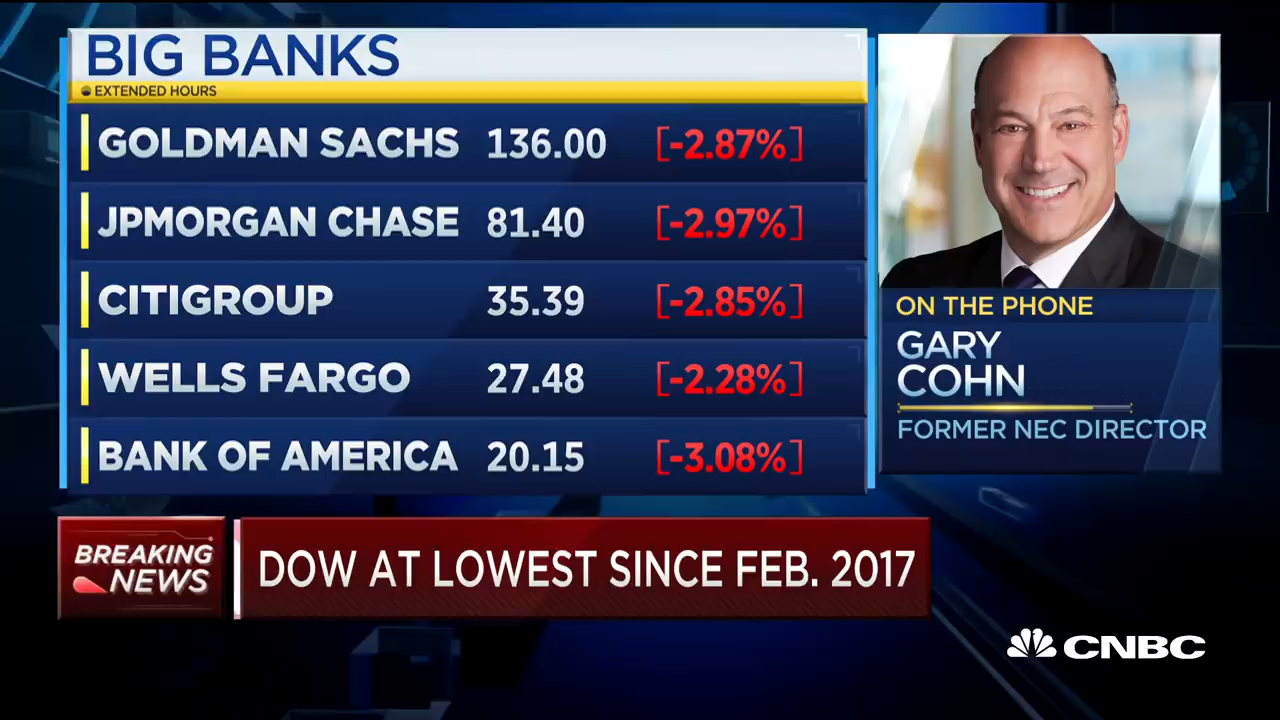 BIG BANKS
EXTENDED HOURS
GOLDMAN SACHS 136.00 [-2.87%]
JPMORGAN CHASE 81.40 [-2.97%]
CITIGROUP 35.39 [-2.85%]
WELLS FARGO 27.48 [-2.28%]
BANK OF AMERICA 20.15 [-3.08%]
ON THE PHONE
GARY
COHN
FORMER NEC DIRECTOR
BREAKING
NEWS
DOW AT LOWEST SINCE FEB. 2017
CNBC